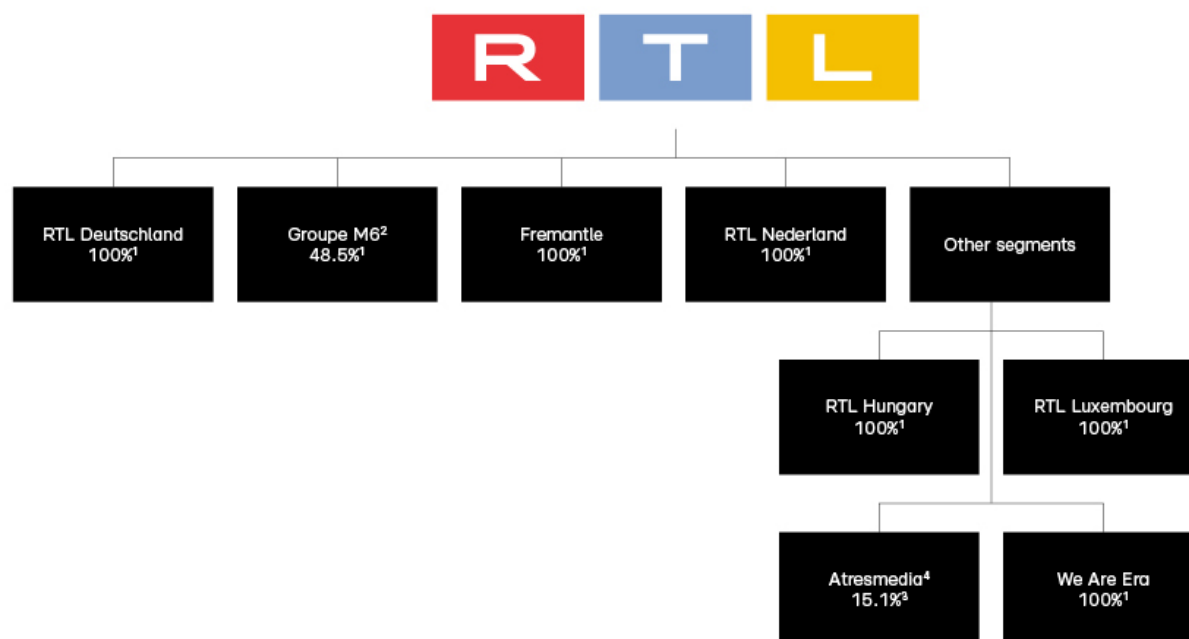 R T L
RTL Deutschland
100%¹
Groupe M6²
48.5%¹
Fremantle
100%¹
RTL Nederland
100%¹
Other segments
RTL Hungary
100%¹
RTL Luxembourg
100%¹
Atresmedia⁴
15.1%³
We Are Era
100%¹